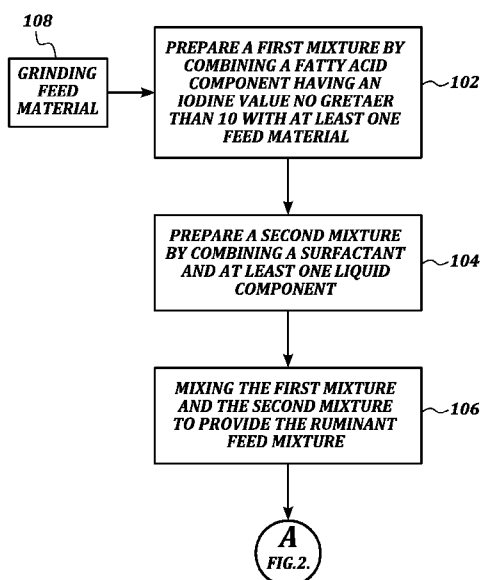 108
GRINDING
FEED
MATERIAL
PREPARE A FIRST MIXTURE BY
COMBINING A FATTY ACID
COMPONENT HAVING AN
IODINE VALUE NO GRETAER
THAN 10 WITH AT LEAST ONE
FEED MATERIAL
102
PREPARE A SECOND MIXTURE
BY COMBINING A SURFACTANT
AND AT LEAST ONE LIQUID
COMPONENT
104
MIXING THE FIRST MIXTURE
AND THE SECOND MIXTURE
TO PROVIDE THE RUMINANT
FEED MIXTURE
106
A
FIG.2.